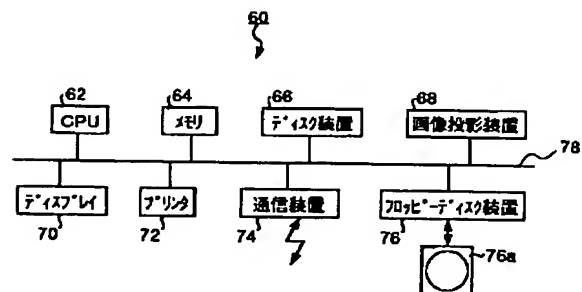 60
62 64 66 68
CPU メモリ ディスク装置 画像投影装置
78
ディスプレイ プリンタ 通信装置 フロッピーディスク装置
70 72 74 76
76a